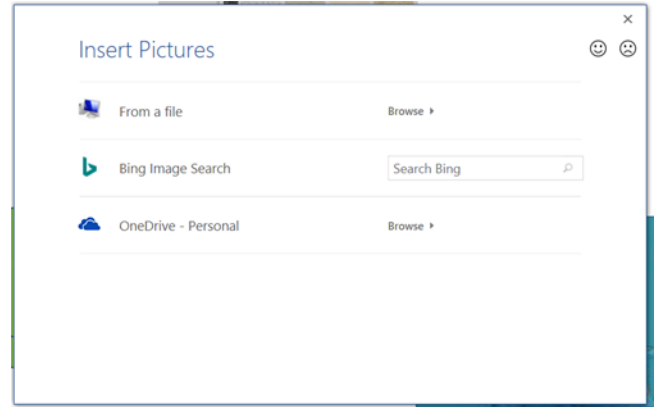 Insert Pictures
From a file
Browse
Bing Image Search
Search Bing
OneDrive - Personal
Browse